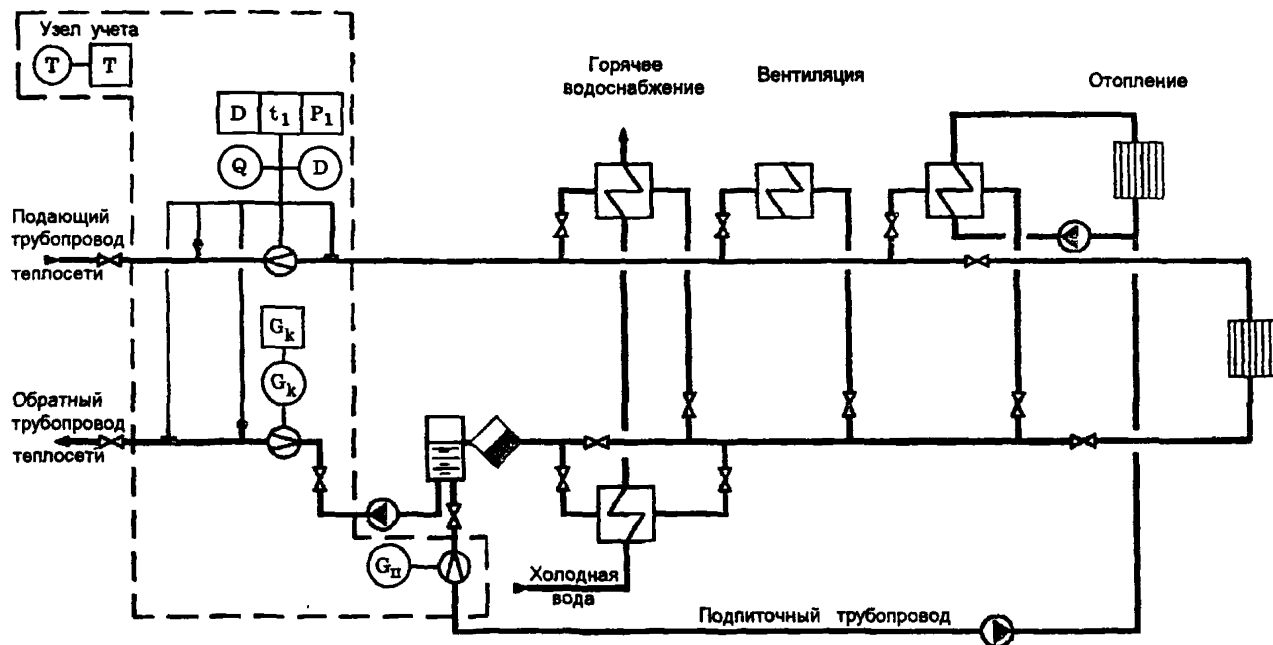 Узел учета
T T
Горячее
водоснабжение
Вентиляция
Отопление
D t1 P1
Q D
Подающий
трубопровод
теплосети
Gk
Gk
Обратный
трубопровод
теплосети
Gп
Холодная
вода
Подпиточный трубопровод